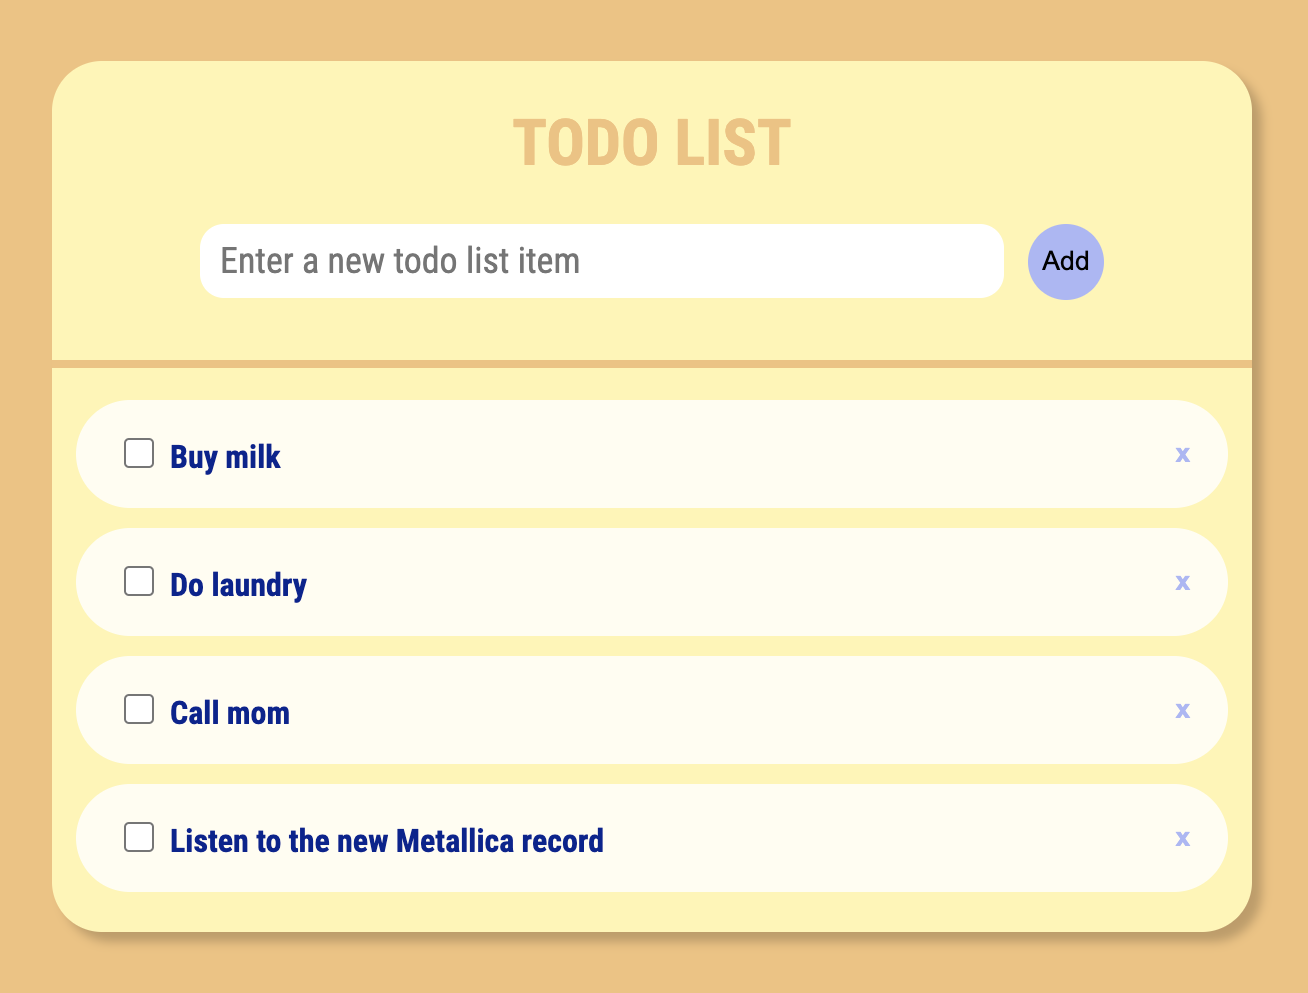 TODO LIST
Enter a new todo list item
Add
Buy milk
x
Do laundry
x
Call mom
x
Listen to the new Metallica record
x